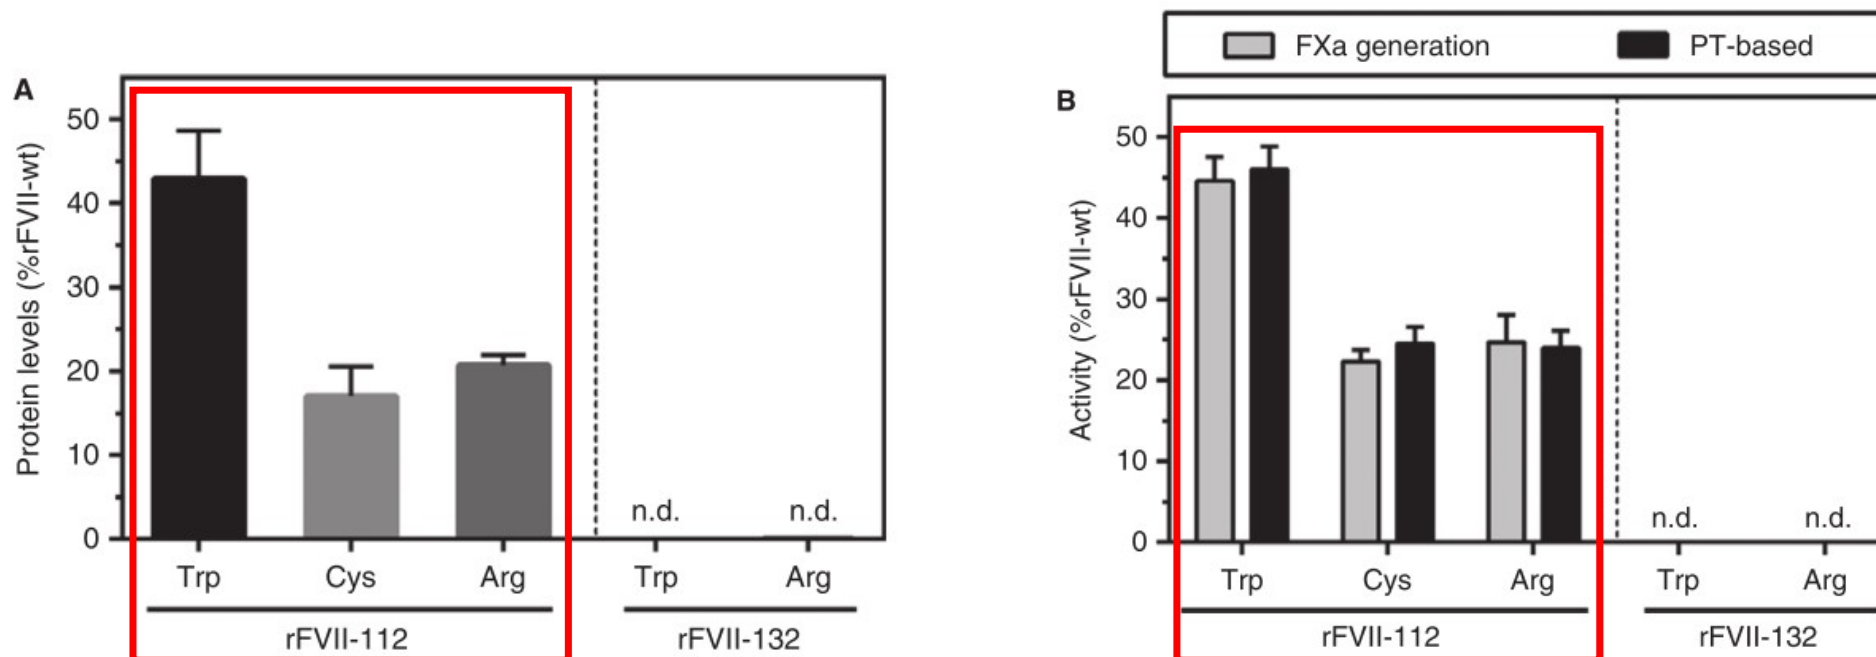 A
Protein levels (%rFVII-wt)
50
40
30
20
10
0
n.d.
n.d.
Trp
Cys
Arg
Trp
Arg
rFVII-112
rFVII-132
FXa generation
PT-based
B
Activity (%rFVII-wt)
50
40
30
20
10
0
n.d.
n.d.
Trp
Cys
Arg
Trp
Arg
rFVII-112
rFVII-132